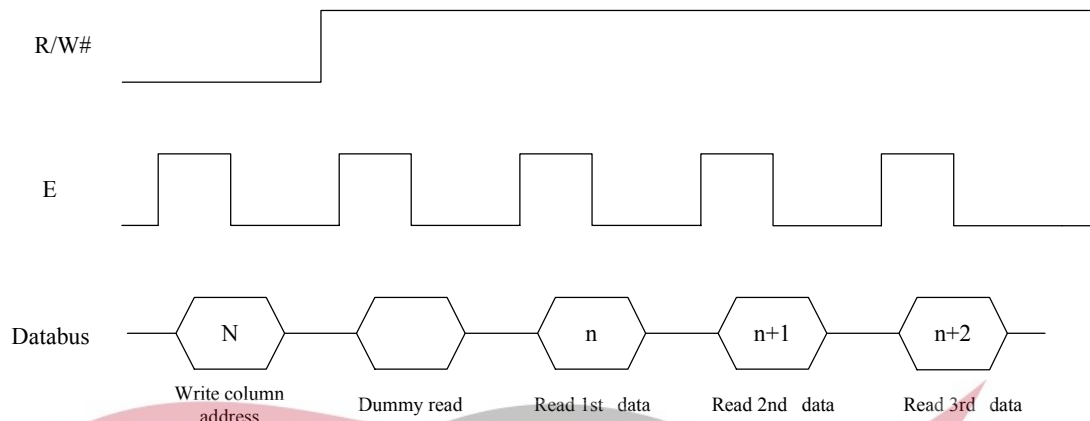 R/W#
E
Databus
N
n
n+1
n+2
Write column
address
Dummy read
Read 1st data
Read 2nd data
Read 3rd data